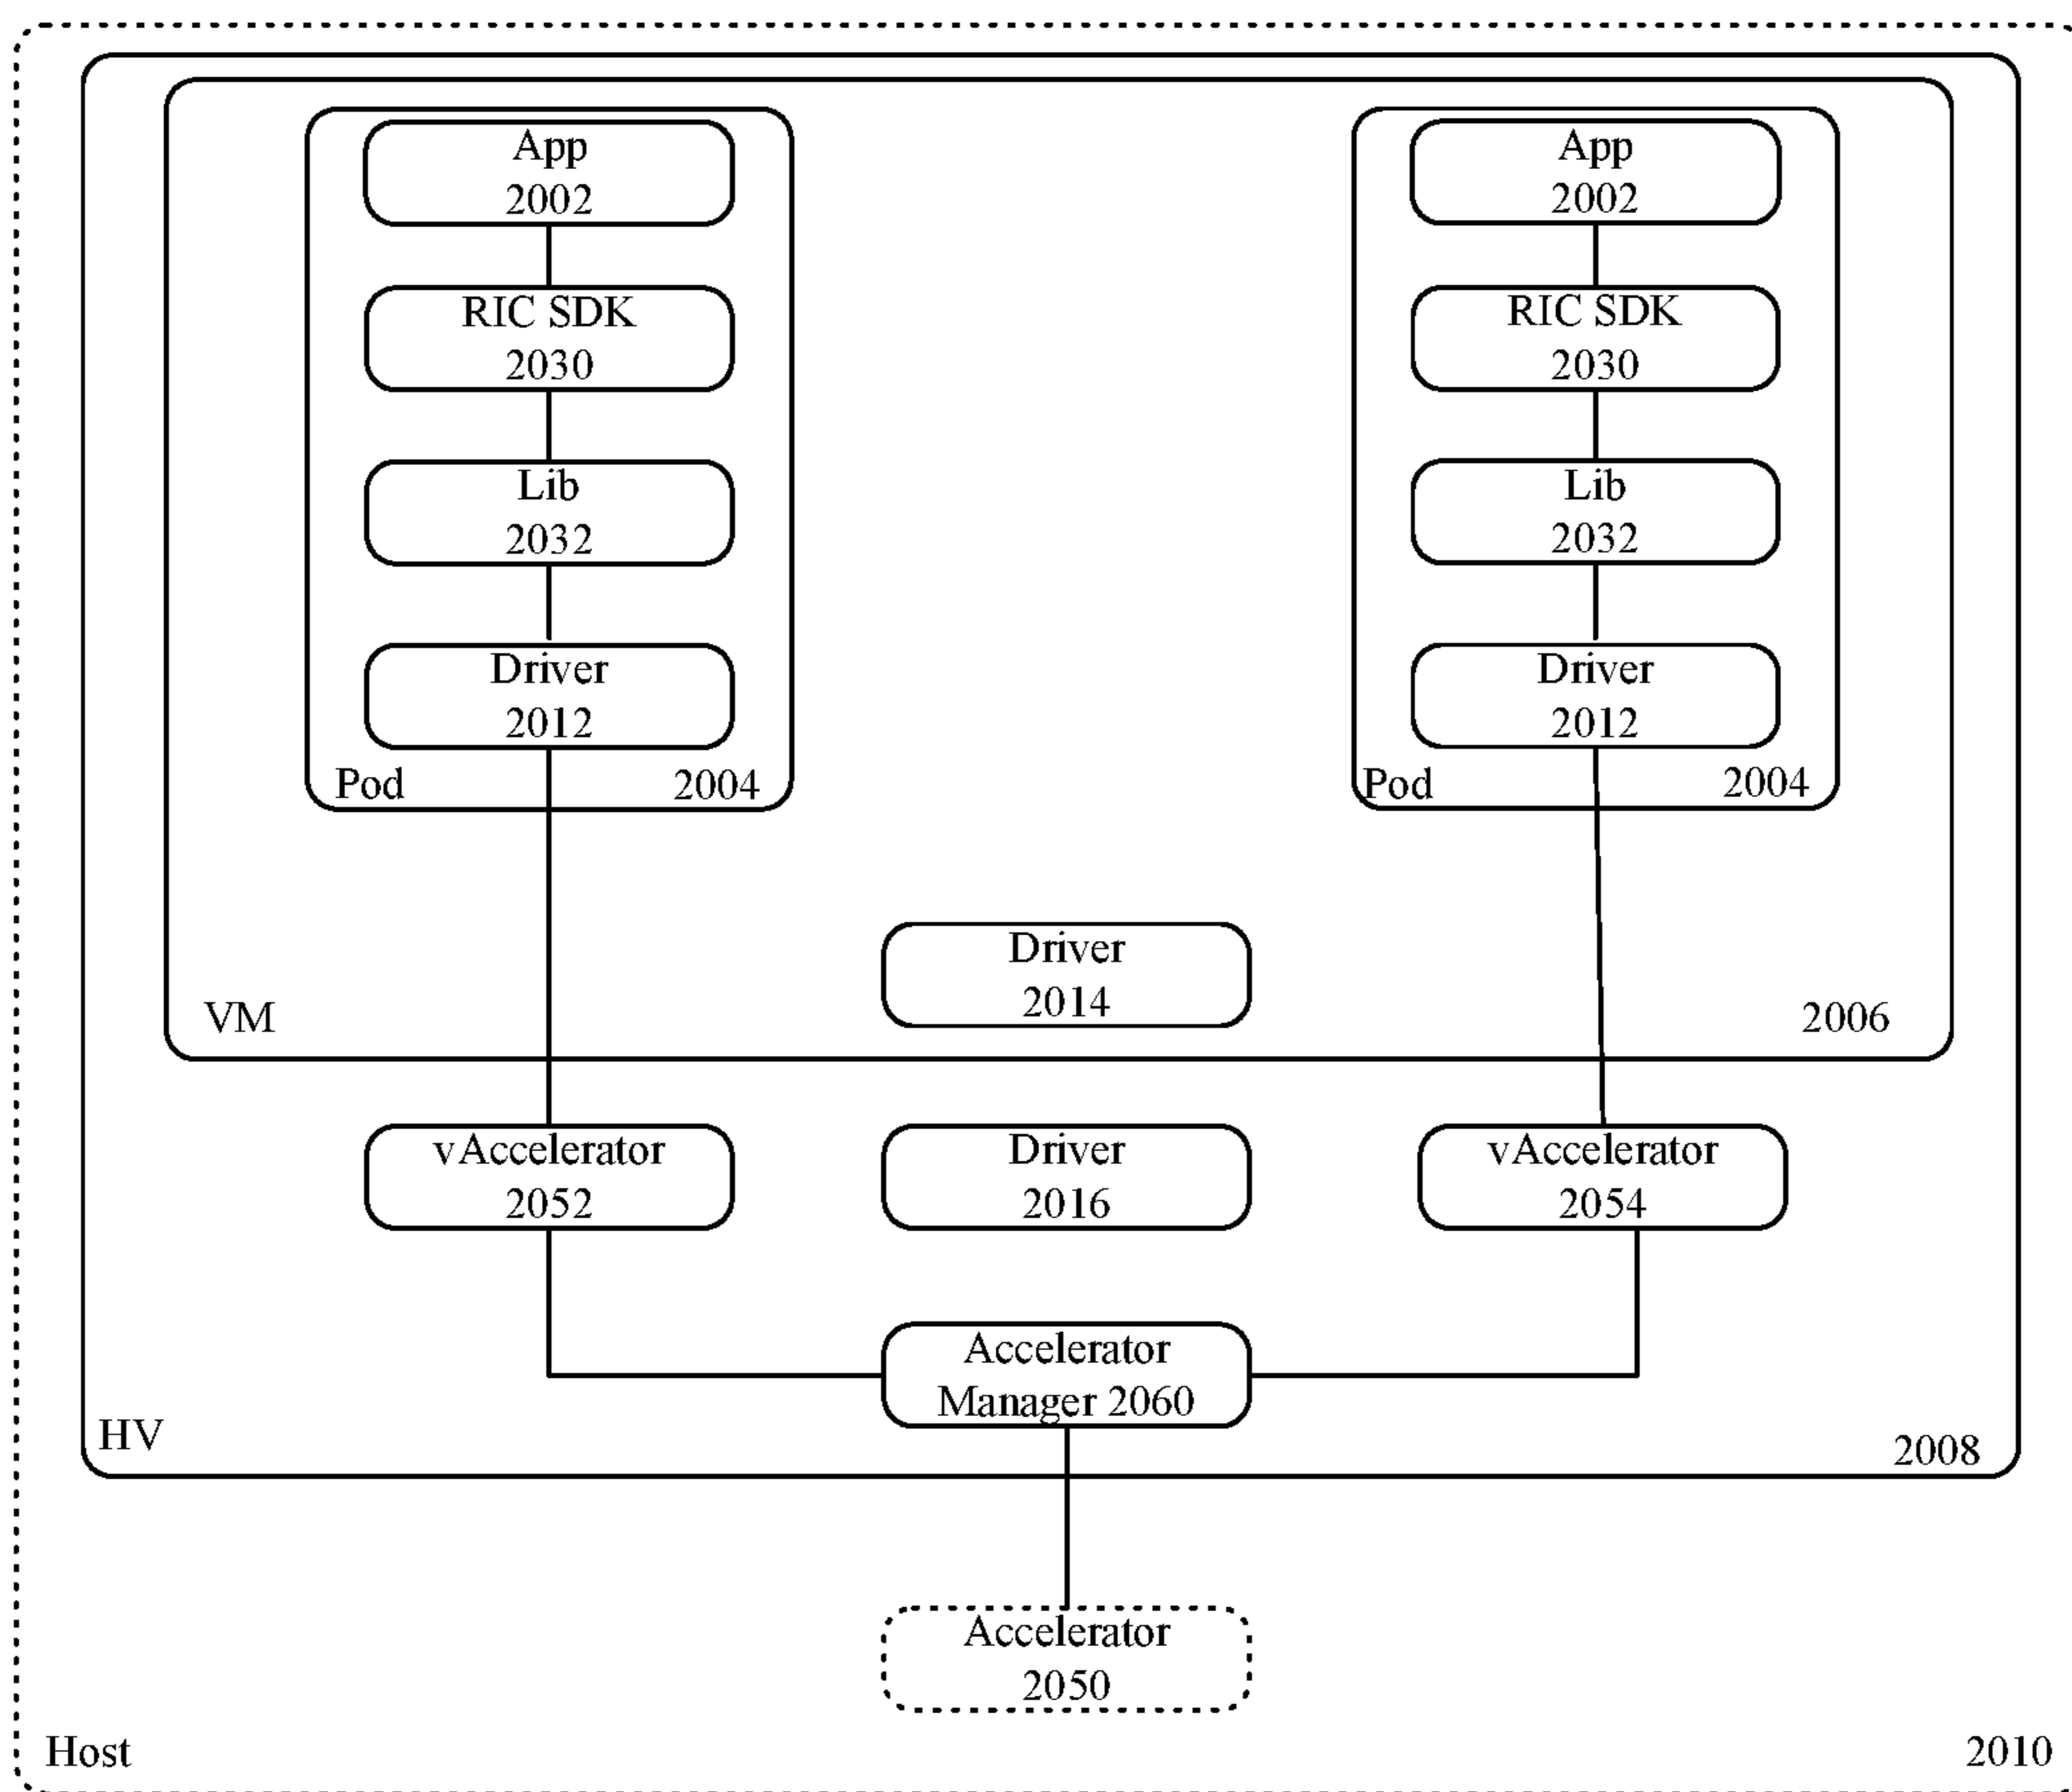 App
2002
App
2002
RIC SDK
2030
RIC SDK
2030
Lib
2032
Lib
2032
Driver
2012
Driver
2012
Pod 2004
Pod 2004
Driver
2014
VM 2006
vAccelerator
2052
Driver
2016
vAccelerator
2054
Accelerator
Manager 2060
HV 2008
Accelerator
2050
Host 2010